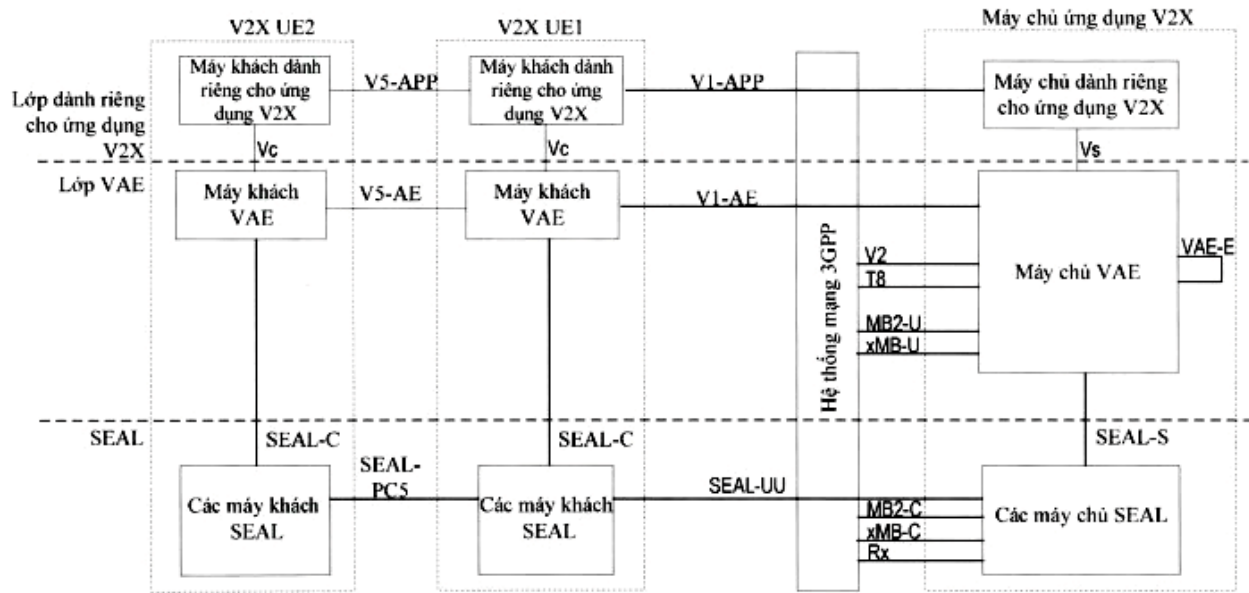 V2X UE2
V2X UE1
Máy chủ ứng dụng V2X
Máy khách dành
riêng cho ứng
dụng V2X
V5-APP
Máy khách dành
riêng cho ứng
dụng V2X
V1-APP
Máy chủ dành riêng
cho ứng dụng V2X
Lớp dành riêng
cho ứng dụng
V2X
Vc
Vc
Vs
Lớp VAE
Máy khách
VAE
V5-AE
Máy khách
VAE
V1-AE
Hệ thống mạng 3GPP
V2
T8
MB2-U
xMB-U
Máy chủ VAE
VAE-E
SEAL
SEAL-C
SEAL-C
SEAL-S
Các máy khách
SEAL
SEAL-
PC5
Các máy khách
SEAL
SEAL-UU
MB2-C
xMB-C
Rx
Các máy chủ SEAL